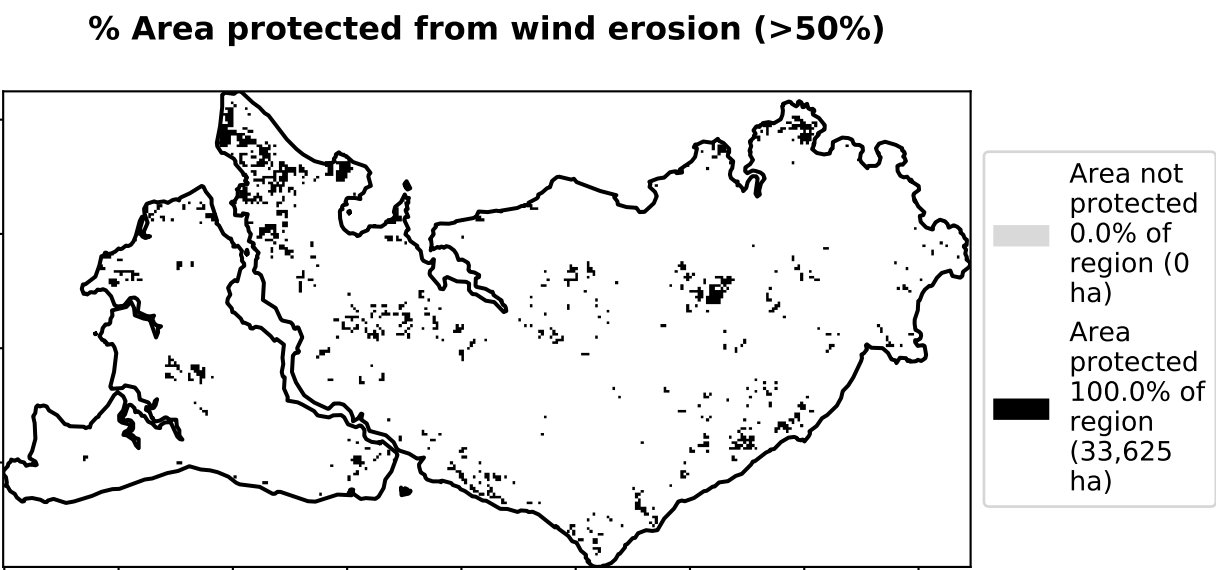 % Area protected from wind erosion (>50%)
Area not
protected
0.0% of
region (0
ha)
Area
protected
100.0% of
region
(33,625
ha)